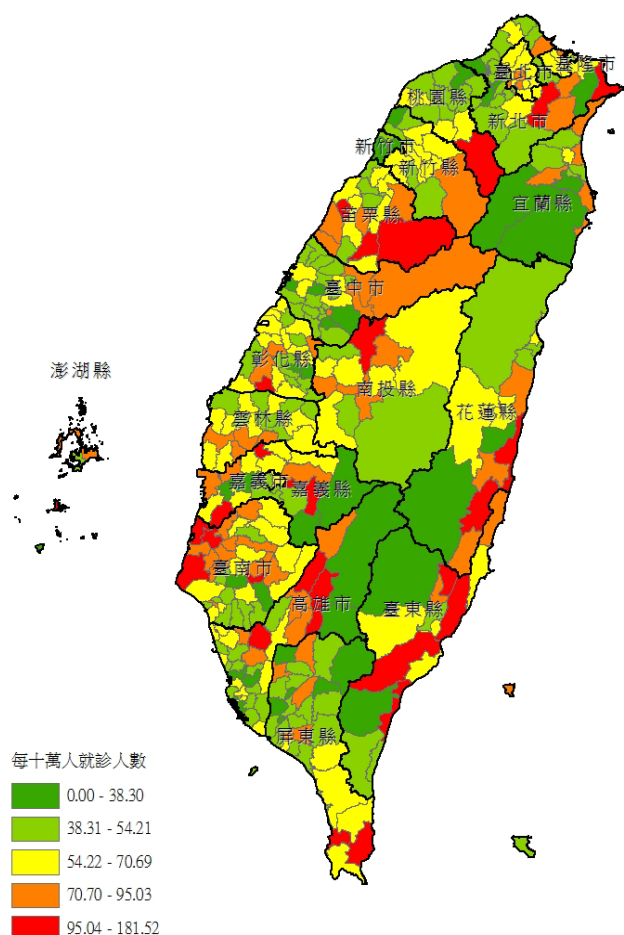 基隆市
臺北市
桃園縣
新北市
新竹市
新竹縣
宜蘭縣
苗栗縣
臺中市
澎湖縣
彰化縣
南投縣
花蓮縣
雲林縣
嘉義市
嘉義縣
臺南市
高雄市
臺東縣
屏東縣
每十萬人就診人數
0.00 - 38.30
38.31 - 54.21
54.22 - 70.69
70.70 - 95.03
95.04 - 181.52